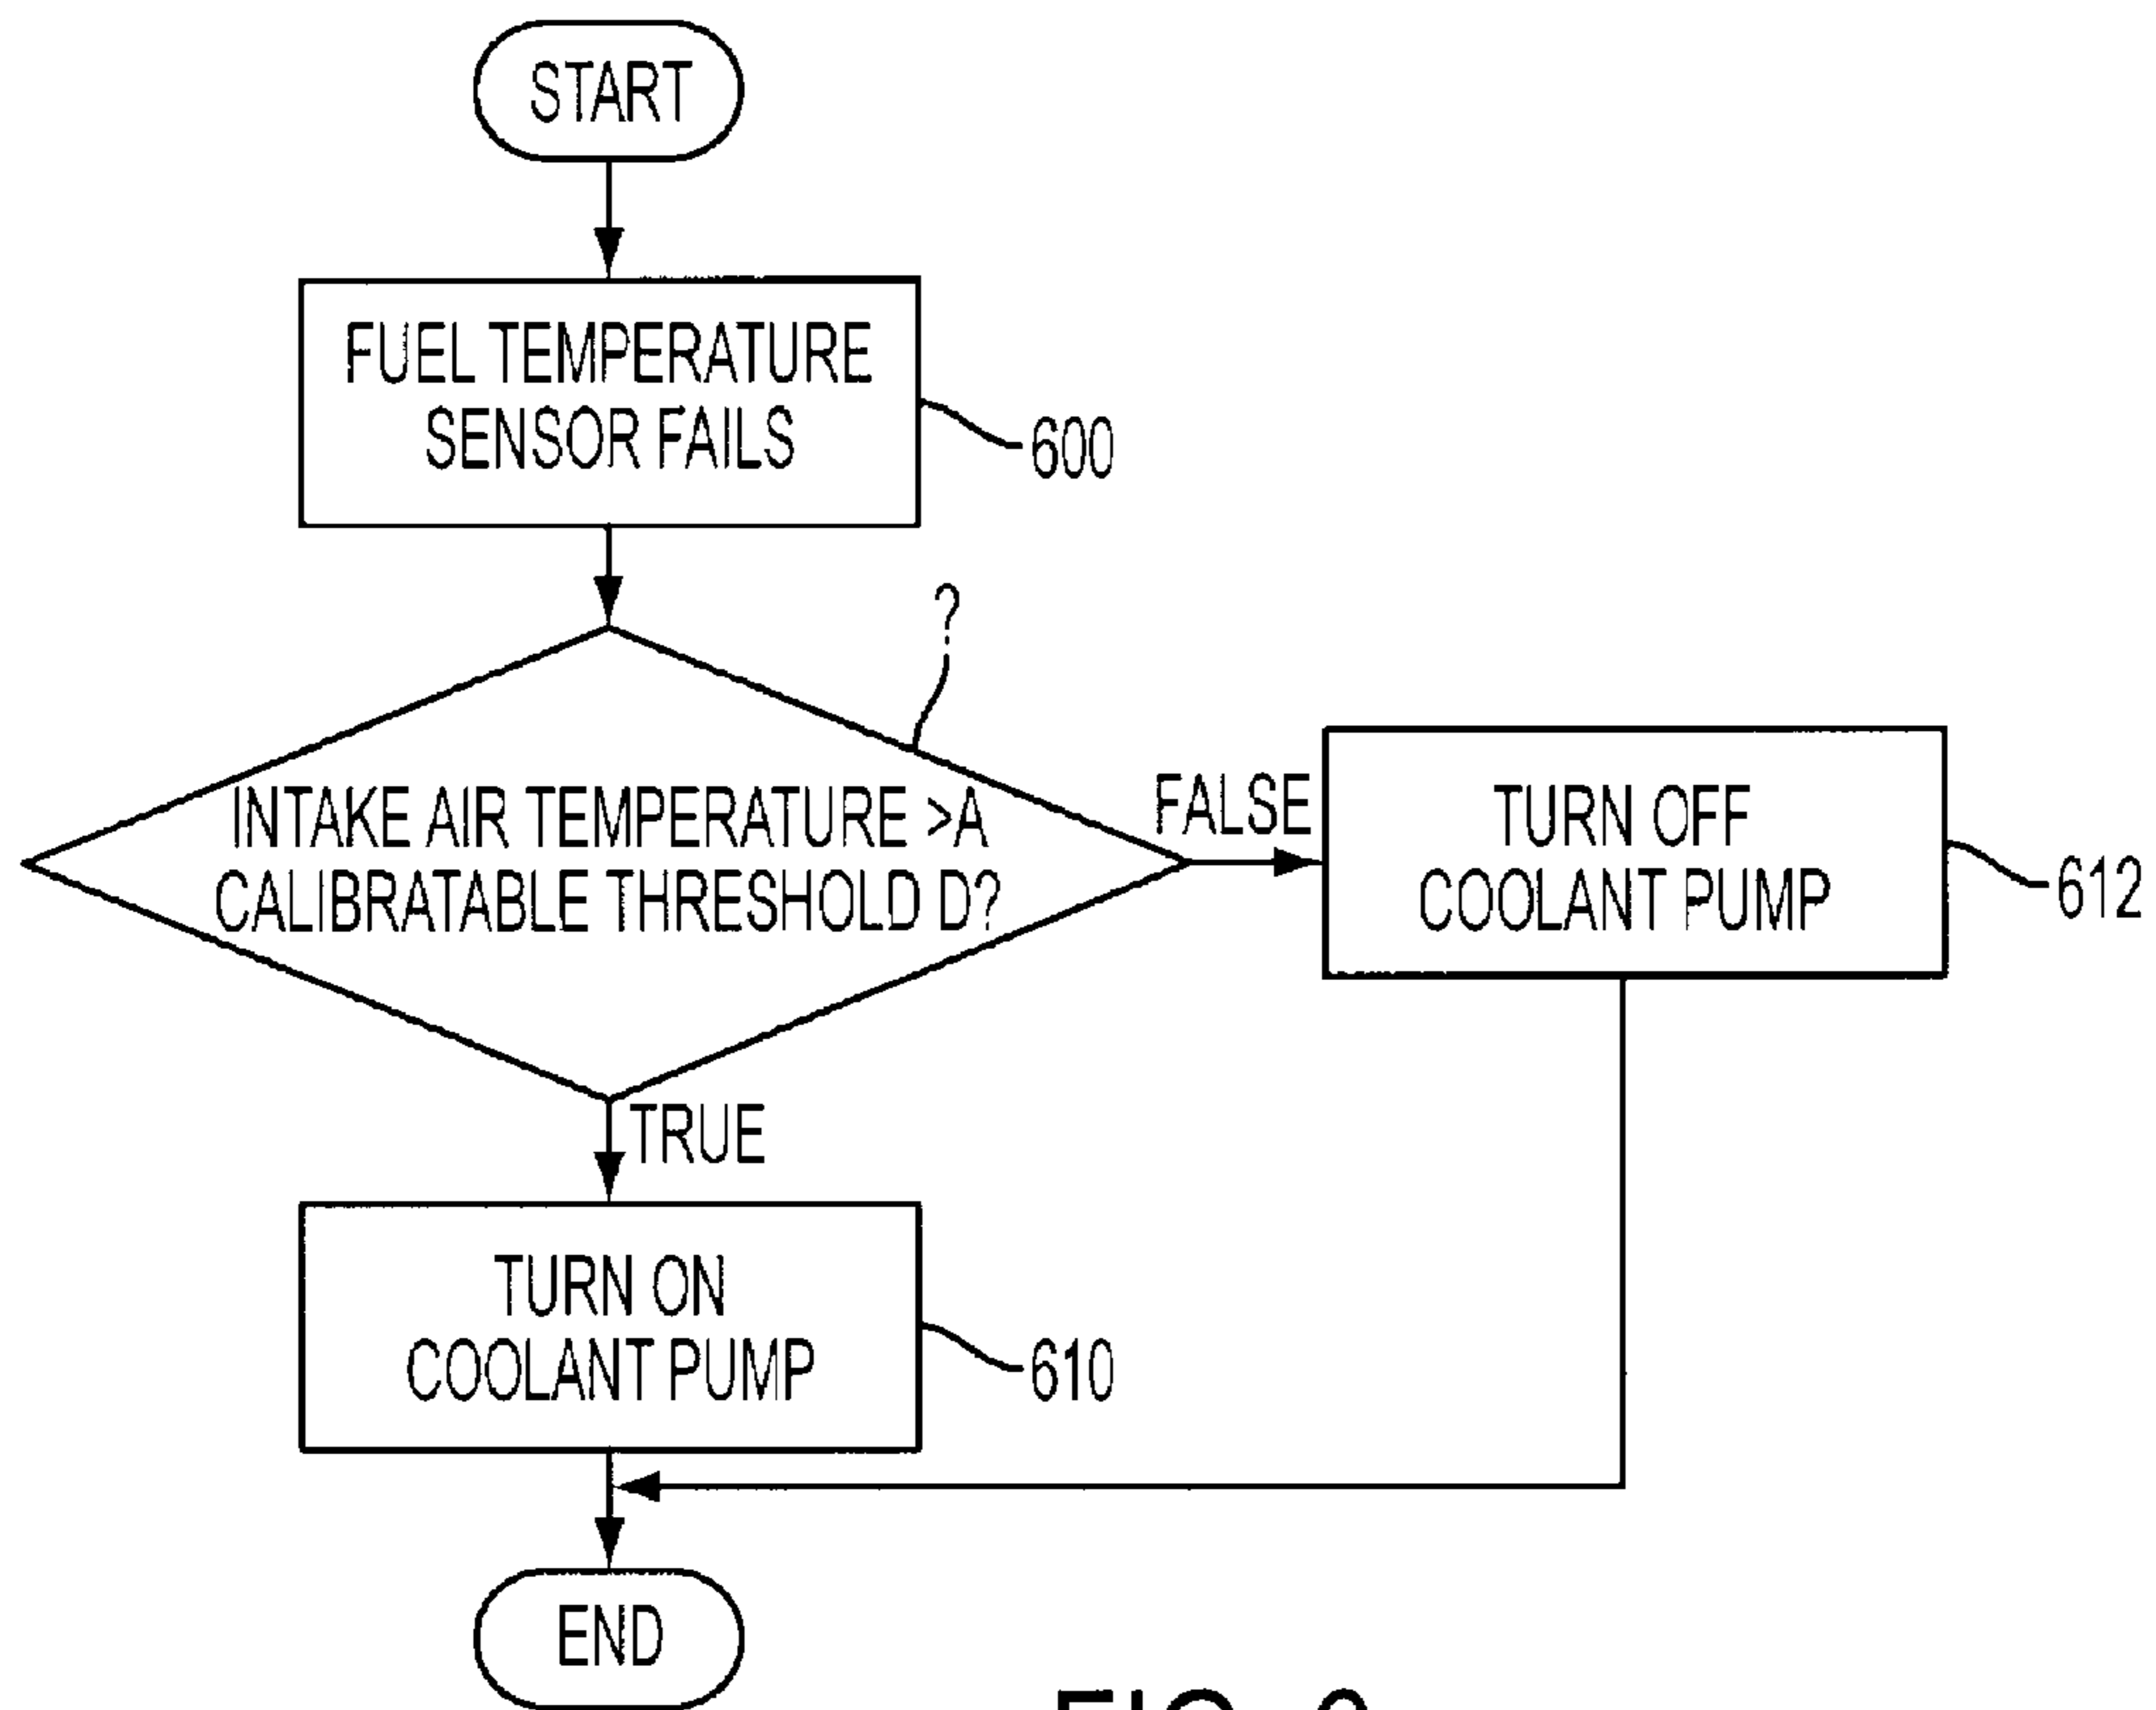 START
FUEL TEMPERATURE
SENSOR FAILS
600
?
INTAKE AIR TEMPERATURE >A
CALIBRATABLE THRESHOLD D?
FALSE
TURN OFF
COOLANT PUMP
612
TRUE
TURN ON
COOLANT PUMP
610
END